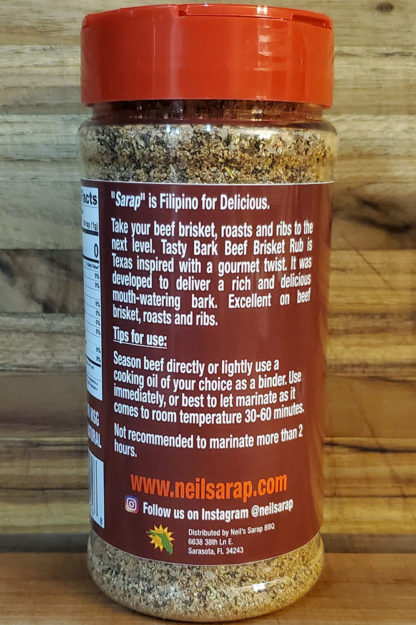 "Sarap" is Filipino for Delicious.
Take your beef brisket, roasts and ribs to the
next level. Tasty Bark Beef Brisket Rub is
Texas inspired with a gourmet twist. It was
developed to deliver a rich and delicious
mouth-watering bark. Excellent on beef
brisket, roasts and ribs.
Tips for use:
Season beef directly or lightly use a
cooking oil of your choice as a binder. Use
immediately, or best to let marinate as it
comes to room temperature 30-60 minutes.
Not recommended to marinate more than 2
hours.
www.neilsarap.com
Follow us on Instagram @neilsarap
Distributed by Neil's Sarap BBQ
6638 38th Ln E.
Sarasota, FL 34243